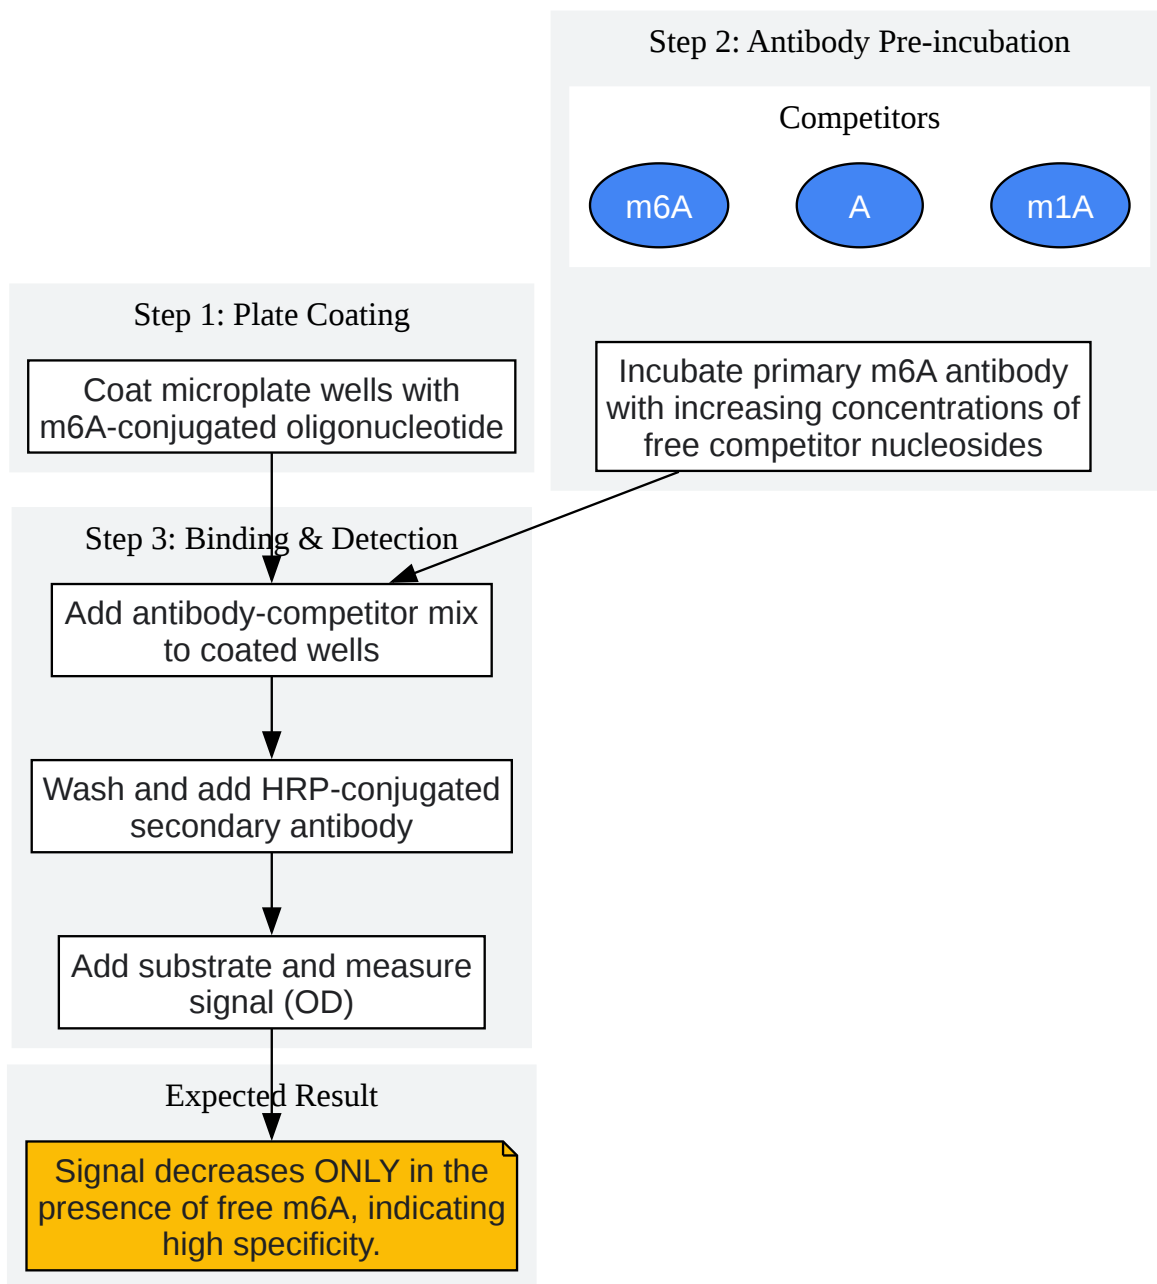 Step 2: Antibody Pre-incubation
Competitors
m6A
A
m1A
Step 1: Plate Coating
Coat microplate wells with
m6A-conjugated oligonucleotide
Incubate primary m6A antibody
with increasing concentrations of
free competitor nucleosides
Step 3: Binding & Detection
Add antibody-competitor mix
to coated wells
Wash and add HRP-conjugated
secondary antibody
Add substrate and measure
signal (OD)
Expected Result
Signal decreases ONLY in the
presence of free m6A, indicating
high specificity.